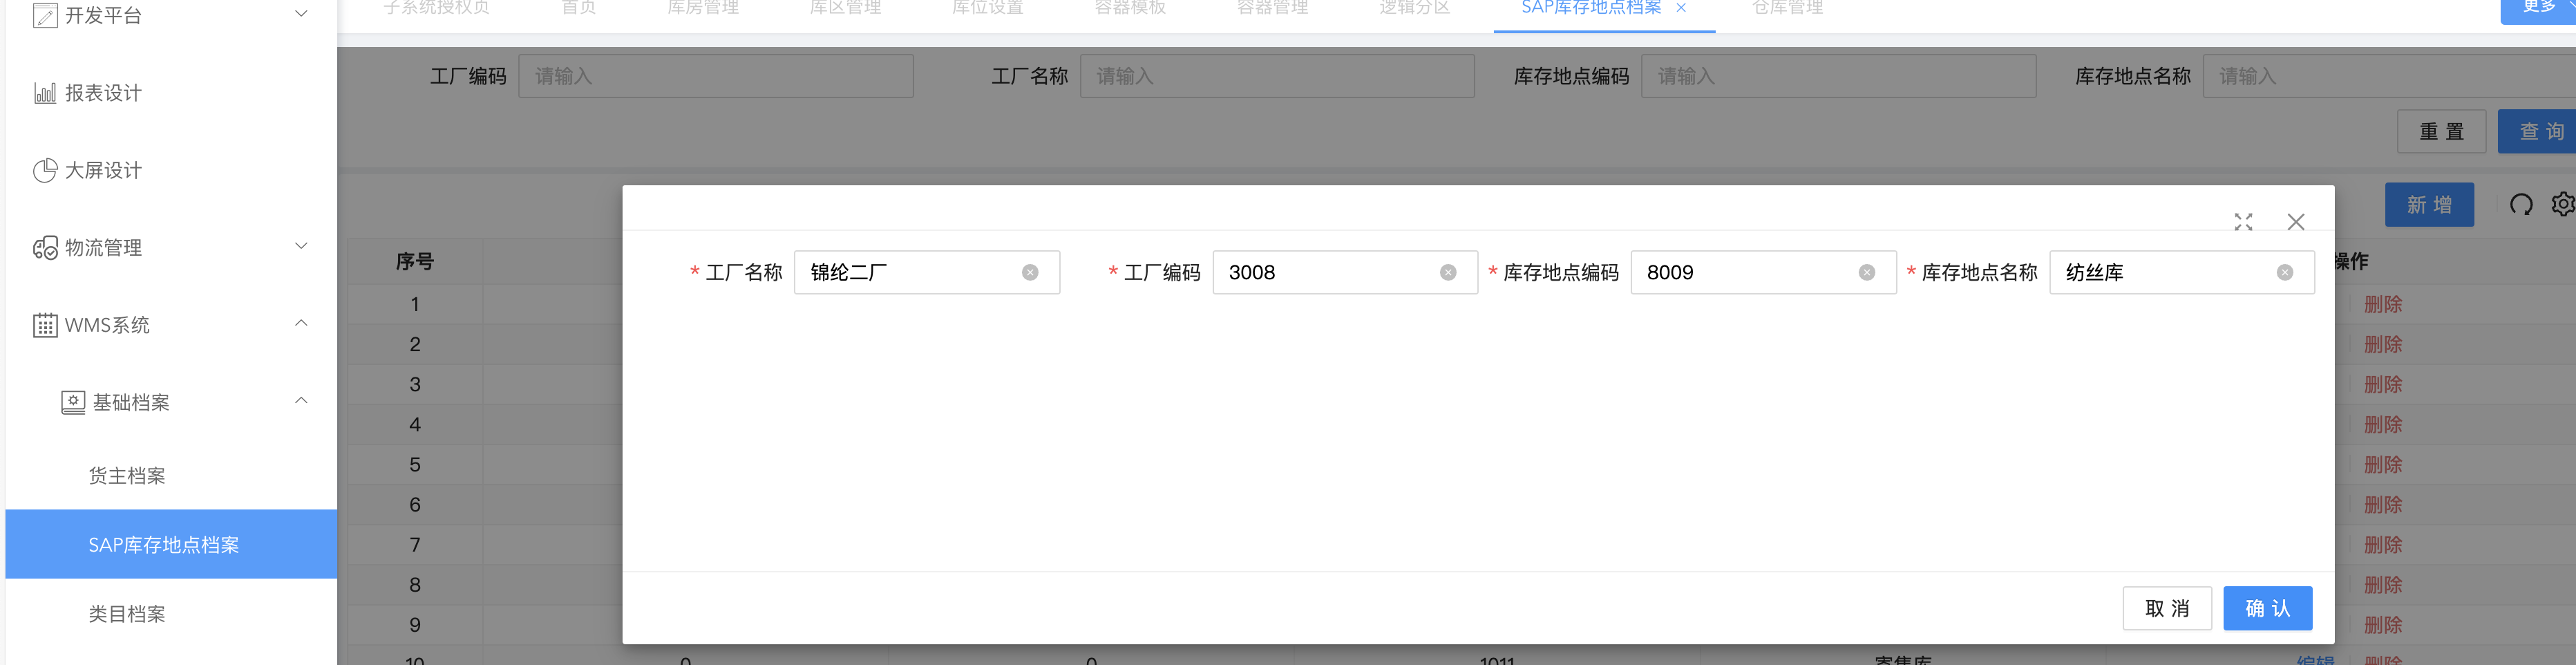 开发平台
子系统授权页 首页 库房管理 库区管理 库位设置 容器模板 容器管理 逻辑分区 SAP库存地点档案 仓库管理 更多
报表设计
大屏设计
物流管理
WMS系统
基础档案
货主档案
SAP库存地点档案
类目档案
工厂编码 请输入 工厂名称 请输入 库存地点编码 请输入 库存地点名称 请输入
重置 查询
新增
序号 操作
* 工厂名称 锦纶二厂 * 工厂编码 3008 * 库存地点编码 8009 * 库存地点名称 纺丝库
1 删除
2 删除
3 删除
4 删除
5 删除
6 删除
7 删除
8 删除
9 删除
取消 确认
10 0 0 1011 寄售库 编辑 删除